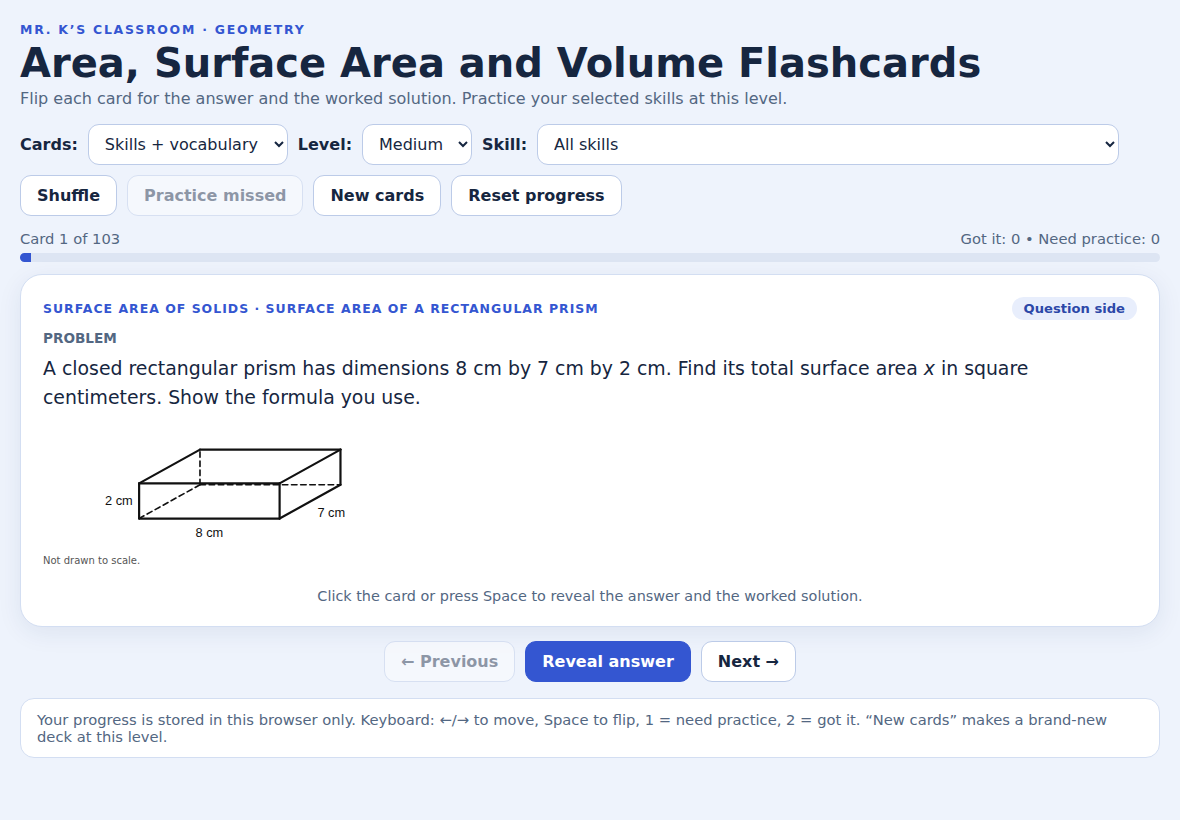 MR. K’S CLASSROOM · GEOMETRY
Area, Surface Area and Volume Flashcards
Flip each card for the answer and the worked solution. Practice your selected skills at this level.
Cards: Skills + vocabulary Level: Medium Skill: All skills
Shuffle Practice missed New cards Reset progress
Card 1 of 103 Got it: 0 • Need practice: 0
SURFACE AREA OF SOLIDS · SURFACE AREA OF A RECTANGULAR PRISM Question side
PROBLEM
A closed rectangular prism has dimensions 8 cm by 7 cm by 2 cm. Find its total surface area x in square
centimeters. Show the formula you use.
2 cm
7 cm
8 cm
Not drawn to scale.
Click the card or press Space to reveal the answer and the worked solution.
← Previous Reveal answer Next →
Your progress is stored in this browser only. Keyboard: ←/→ to move, Space to flip, 1 = need practice, 2 = got it. “New cards” makes a brand-new
deck at this level.